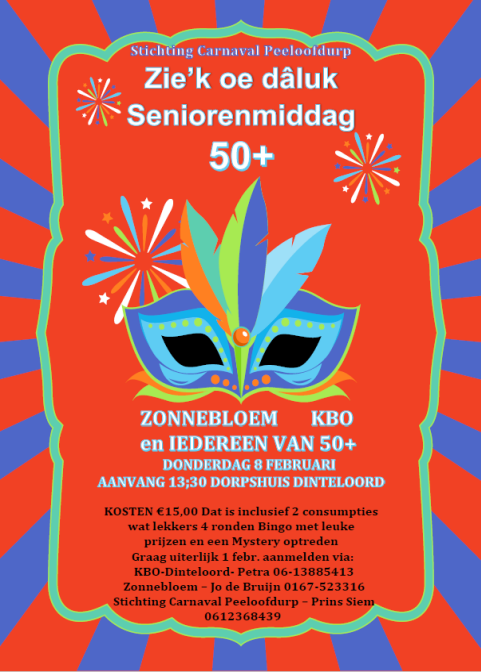 Stichting Carnaval Peeloofdurp
Zie'k oe dâluk
Seniorenmiddag
50+
ZONNEBLOEM KBO
en IEDEREEN VAN 50+
DONDERDAG 8 FEBRUARI
AANVANG 13;30 DORPSHUIS DINTELOORD
KOSTEN €15,00 Dat is inclusief 2 consumpties
wat lekkers 4 ronden Bingo met leuke
prijzen en een Mystery optreden
Graag uiterlijk 1 febr. aanmelden via:
KBO-Dinteloord- Petra 06-13885413
Zonnebloem – Jo de Bruijn 0167-523316
Stichting Carnaval Peeloofdurp – Prins Siem
0612368439